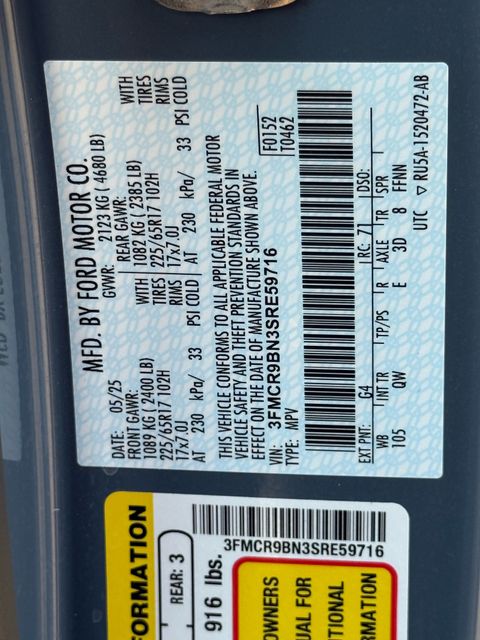 MFD. BY FORD MOTOR CO.
DATE: 05/25 GVWR: 2123 KG ( 4680 LB)
FRONT GAWR: REAR GAWR: WITH
1089 KG ( 2400 LB) 1082 KG ( 2385 LB) TIRES
225/65R17 102H TIRES 225/65R17 102H RIMS
17x7.0J RIMS 17x7.0J
AT 230 kPa/ 33 PSI COLD AT 230 kPa/ 33 PSI COLD
THIS VEHICLE CONFORMS TO ALL APPLICABLE FEDERAL MOTOR
VEHICLE SAFETY AND THEFT PREVENTION STANDARDS IN
EFFECT ON THE DATE OF MANUFACTURE SHOWN ABOVE.
VIN: 3FMCR9BN3SRE59716
TYPE: MPV
F0152
T0462
EXT PNT: G4 RC: 71 DSO:
WB INT TR TP/PS R AXLE TR SPR
105 QW E 3D 8 FFNN
UTC ▽ RU5A-1520472-AB
FORMATION
REAR: 3
916 lbs.
3FMCR9BN3SRE59716
OWNERS
UAL FOR
TIONAL
MATION